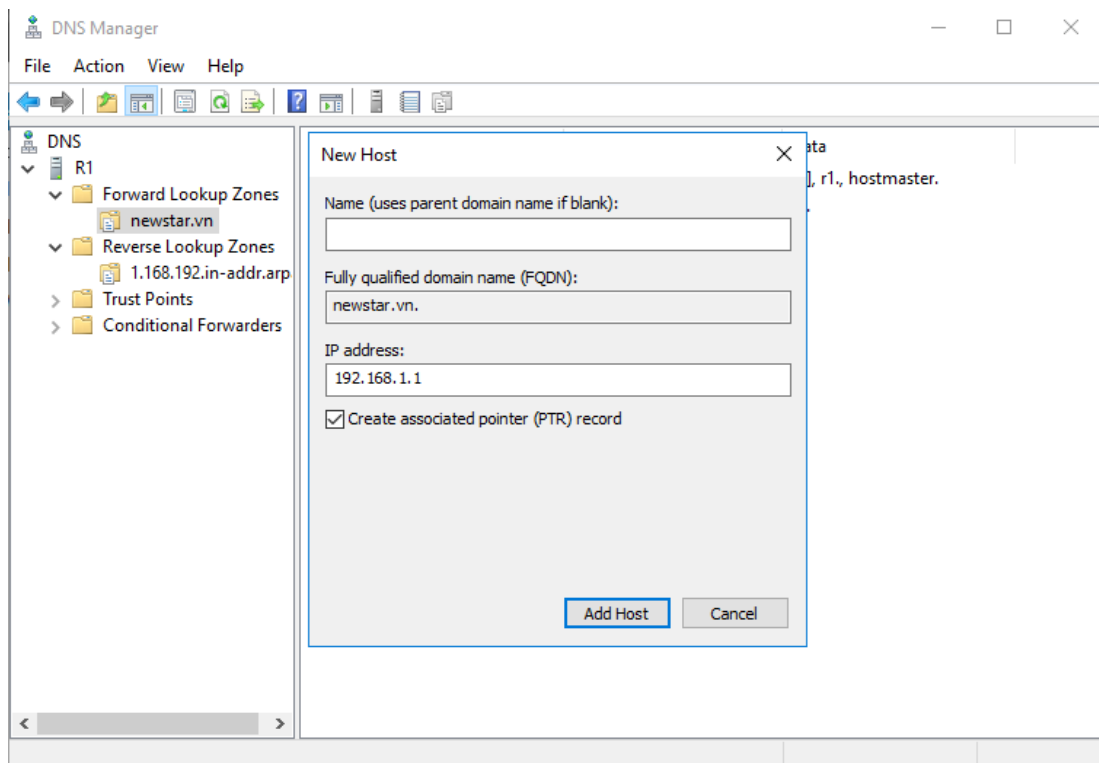 DNS Manager
File Action View Help
DNS
R1
Forward Lookup Zones
newstar.vn
Reverse Lookup Zones
1.168.192.in-addr.arp
Trust Points
Conditional Forwarders
ata
], r1., hostmaster.
.
New Host
Name (uses parent domain name if blank):
Fully qualified domain name (FQDN):
newstar.vn.
IP address:
192.168.1.1
Create associated pointer (PTR) record
Add Host Cancel